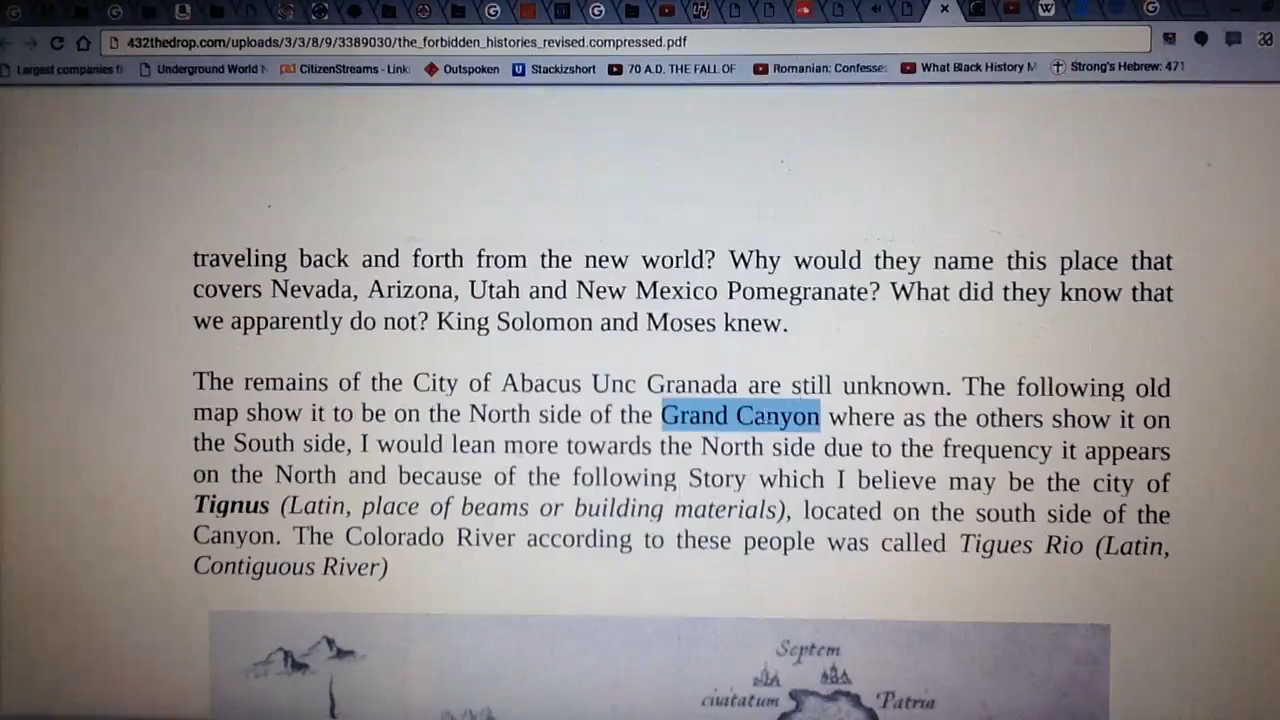 432thedrop.com/uploads/3/3/8/9/3389030/the_forbidden_histories_revised.compressed.pdf
Largest companies Underground World CitizenStreams - Link Outspoken Stackizshort 70 A.D. THE FALL OF Romanian: Confesse What Black History M Strong's Hebrew: 471
traveling back and forth from the new world? Why would they name this place that
covers Nevada, Arizona, Utah and New Mexico Pomegranate? What did they know that
we apparently do not? King Solomon and Moses knew.
The remains of the City of Abacus Unc Granada are still unknown. The following old
map show it to be on the North side of the Grand Canyon where as the others show it on
the South side, I would lean more towards the North side due to the frequency it appears
on the North and because of the following Story which I believe may be the city of
Tignus (Latin, place of beams or building materials), located on the south side of the
Canyon. The Colorado River according to these people was called Tigues Rio (Latin,
Contiguous River)
Septem
ciuitatum Patria